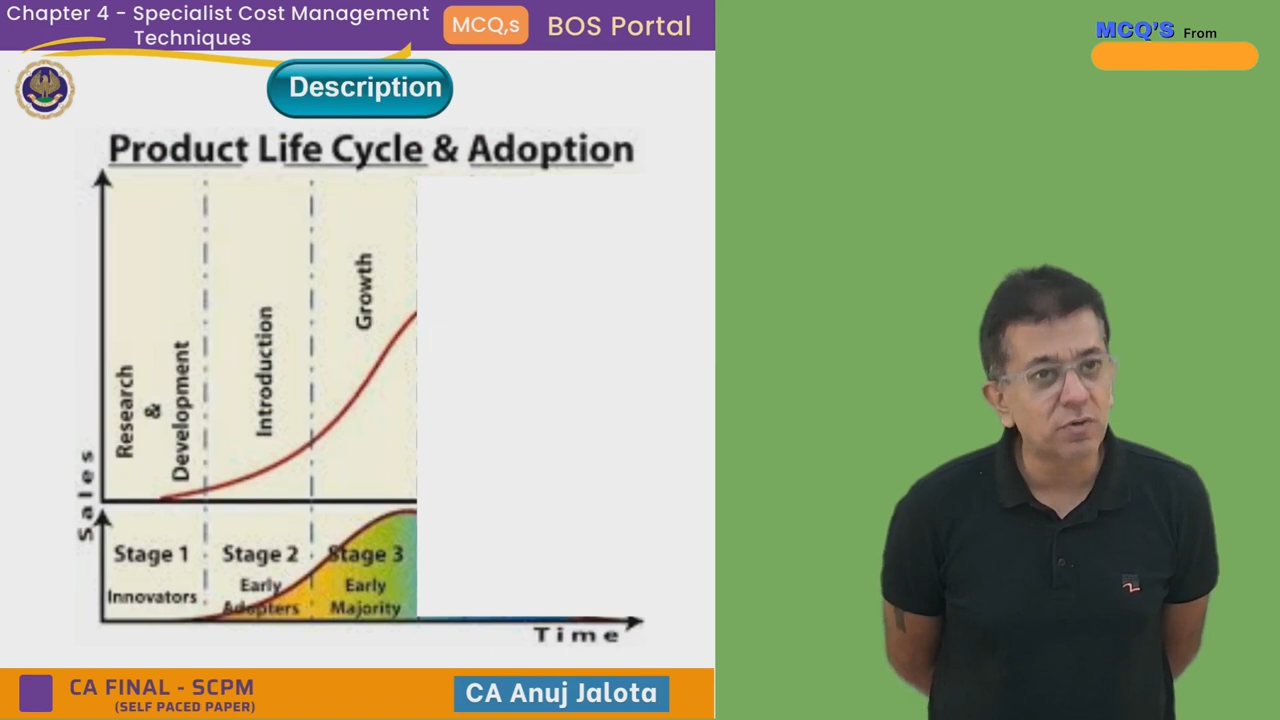 Chapter 4 - Specialist Cost Management
Techniques
MCQ,s
BOS Portal
MCQ'S From
Description
Product Life Cycle & Adoption
Research
&
Development
Introduction
Growth
Sales
Stage 1
Innovators
Stage 2
Early
Adopters
Stage 3
Early
Majority
Time
CA FINAL - SCPM
(SELF PACED PAPER)
CA Anuj Jalota